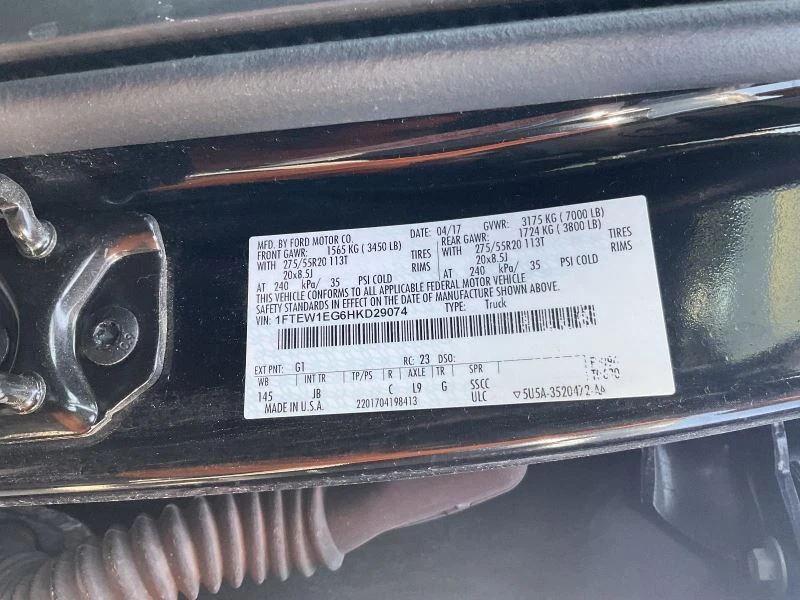 MFD. BY FORD MOTOR CO. DATE: 04/17 GVWR: 3175 KG ( 7000 LB)
FRONT GAWR: 1565 KG ( 3450 LB) REAR GAWR: 1724 KG ( 3800 LB)
WITH 275/55R20 113T TIRES WITH 275/55R20 113T TIRES
20x8.5J RIMS 20x8.5J RIMS
AT 240 kPa/ 35 PSI COLD AT 240 kPa/ 35 PSI COLD
THIS VEHICLE CONFORMS TO ALL APPLICABLE FEDERAL MOTOR VEHICLE
SAFETY STANDARDS IN EFFECT ON THE DATE OF MANUFACTURE SHOWN ABOVE.
VIN: 1FTEW1EG6HKD29074 TYPE: Truck
EXT PNT: G1 RC: 23 DSO:
WB INT TR TP/PS R AXLE TR SPR
145 JB C L9 G SSCC
MADE IN U.S.A. 2201704198413 ULC ▽5U5A-3520472-AA